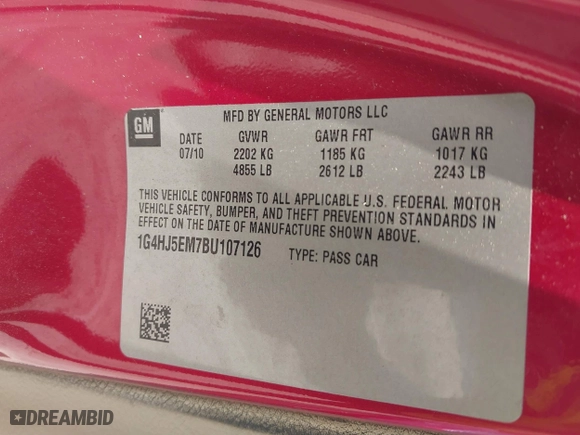 GM
MFD BY GENERAL MOTORS LLC
DATE GVWR GAWR FRT GAWR RR
07/10 2202 KG 1185 KG 1017 KG
4855 LB 2612 LB 2243 LB
THIS VEHICLE CONFORMS TO ALL APPLICABLE U.S. FEDERAL MOTOR
VEHICLE SAFETY, BUMPER, AND THEFT PREVENTION STANDARDS IN
EFFECT ON THE DATE OF MANUFACTURE SHOWN ABOVE.
1G4HJ5EM7BU107126 TYPE: PASS CAR
DREAMBID